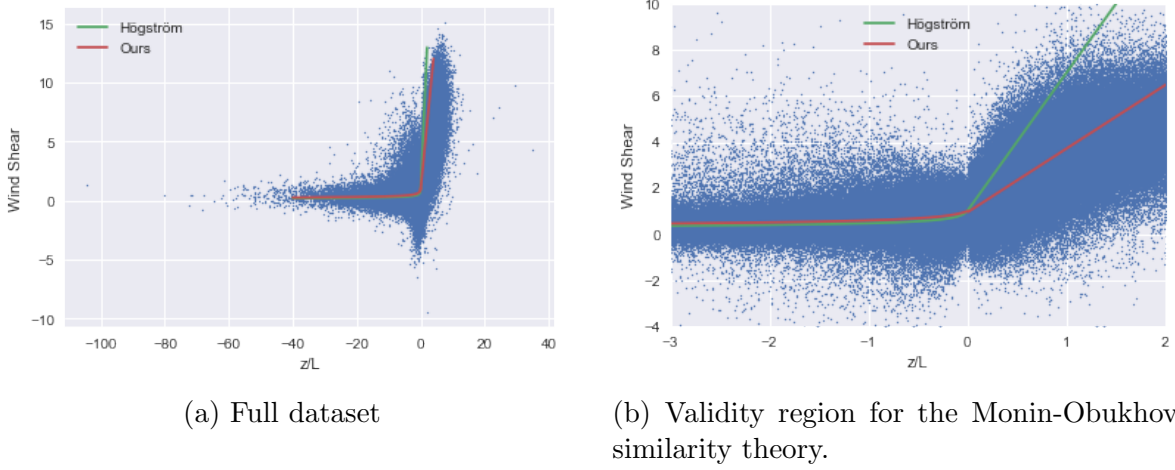 Högström
Ours
15
10
5
0
−5
−10
Wind Shear
−100
−80
−60
−40
−20
0
20
40
z/L
(a) Full dataset
Högström
Ours
10
8
6
4
2
0
−2
−4
Wind Shear
−3
−2
−1
0
1
2
z/L
(b) Validity region for the Monin-Obukhov
similarity theory.